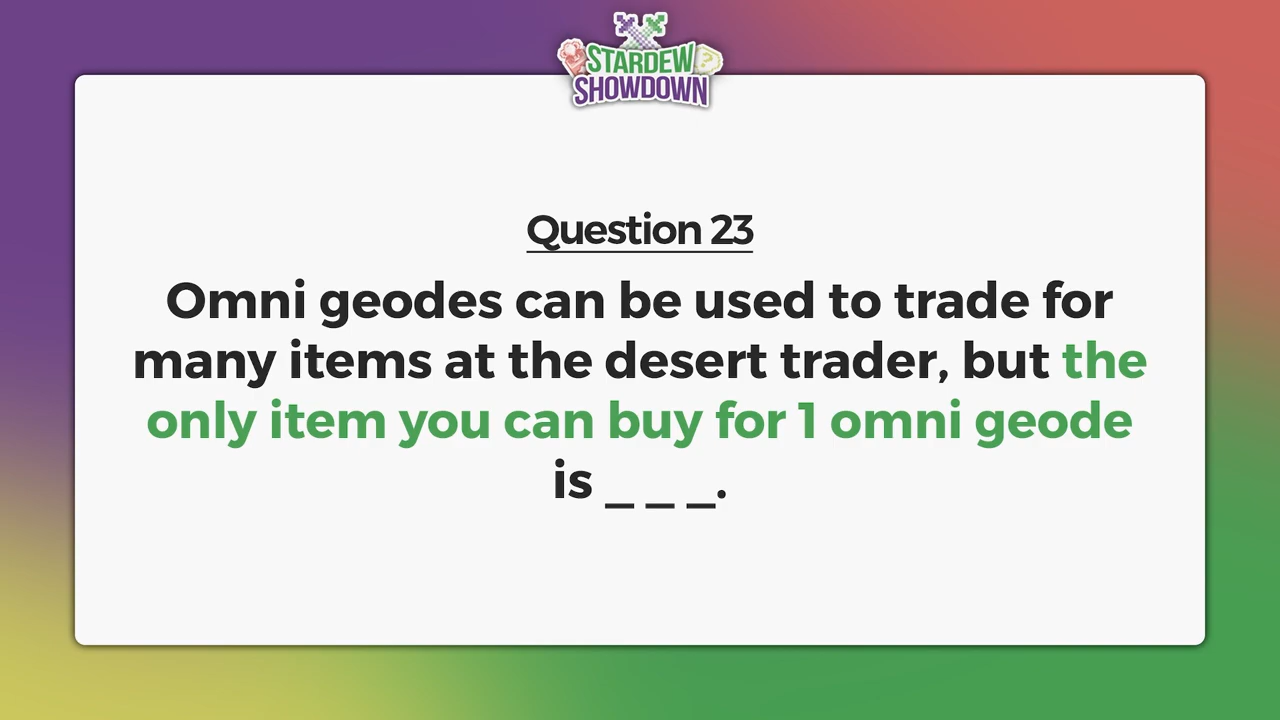 STARDEW
SHOWDOWN
Question 23
Omni geodes can be used to trade for
many items at the desert trader, but the
only item you can buy for 1 omni geode
is _ _ _.